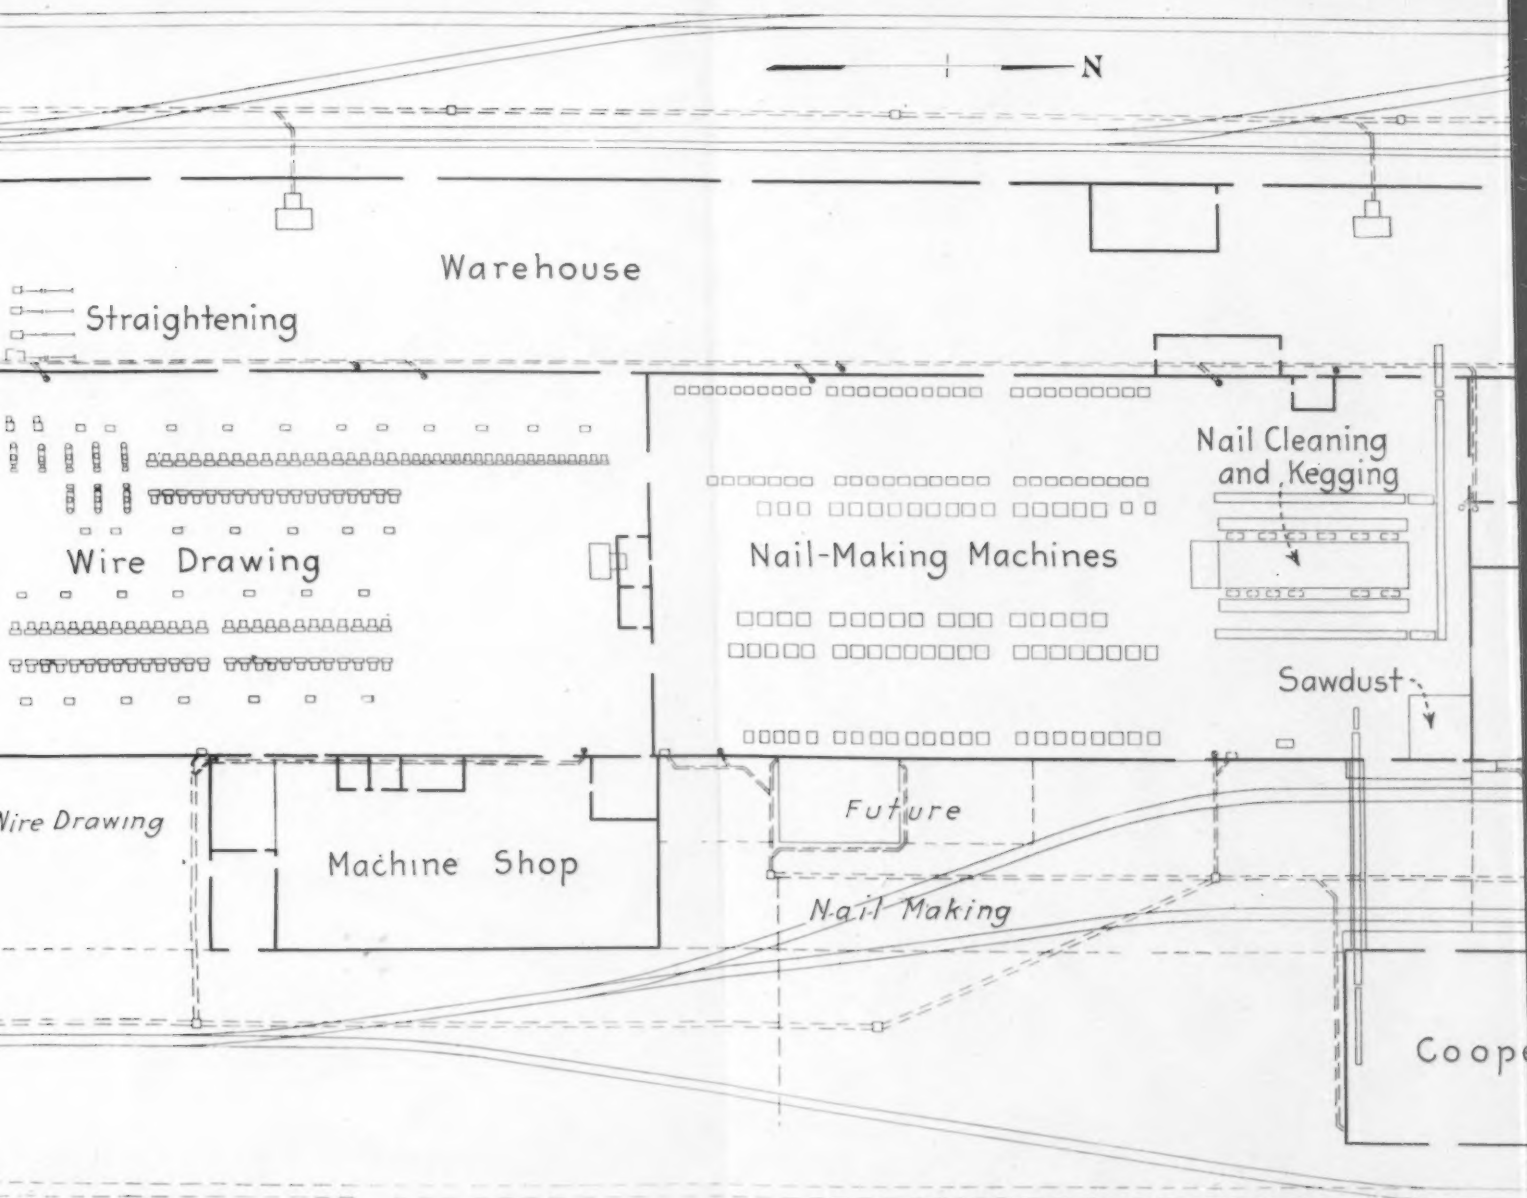 N
Warehouse
Straightening
Nail Cleaning
and Kegging
Wire Drawing
Nail-Making Machines
Sawdust
Wire Drawing
Future
Machine Shop
Nail Making
Coope